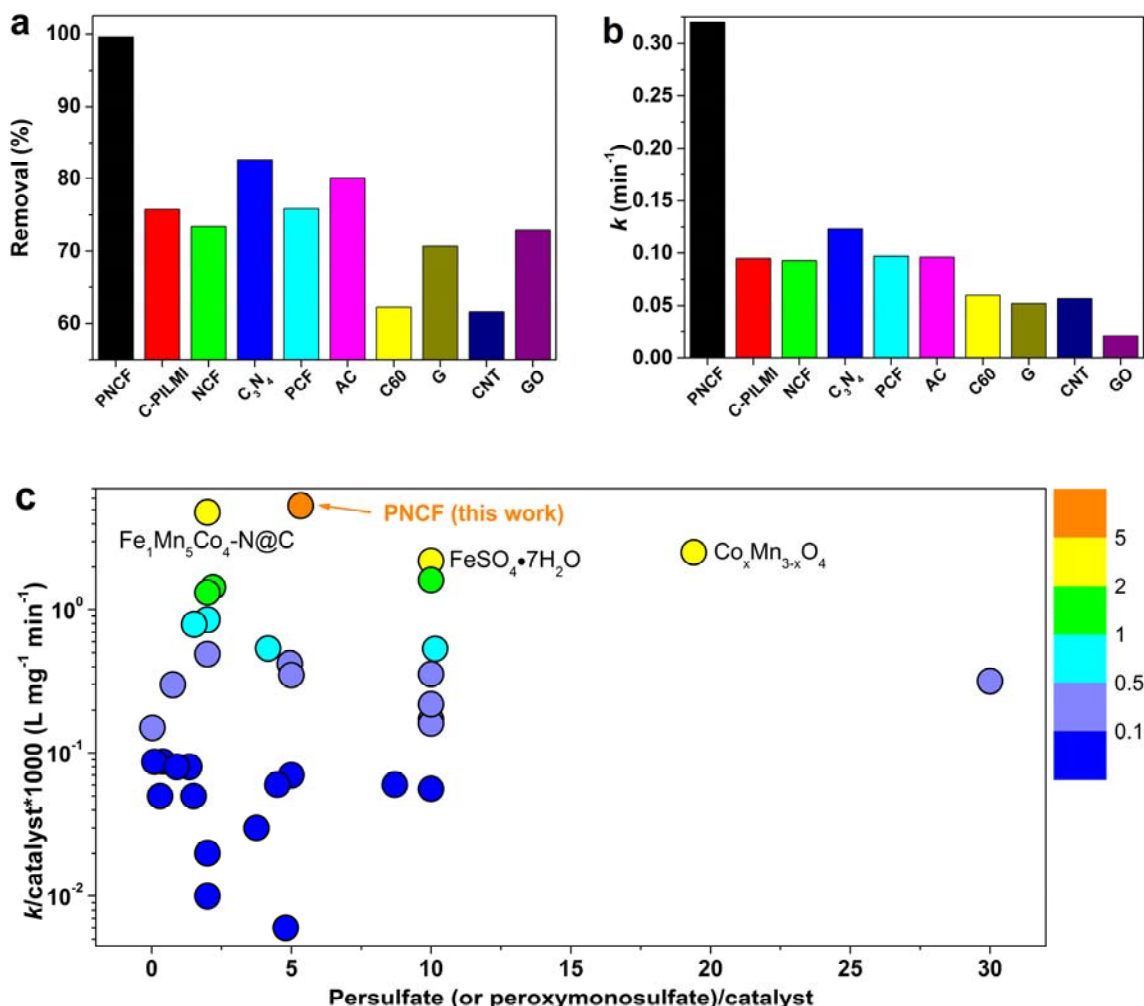 a
Removal (%)
100
90
80
70
60
PNCF
C-PILMI
NCF
C₃N₄
PCF
AC
C60
G
CNT
GO
b
k (min⁻¹)
0.30
0.25
0.20
0.15
0.10
0.05
0.00
PNCF
C-PILMI
NCF
C₃N₄
PCF
AC
C60
G
CNT
GO
c
k/catalyst*1000 (L mg⁻¹ min⁻¹)
10⁰
10⁻¹
10⁻²
PNCF (this work)
Fe₁Mn₅Co₄-N@C
FeSO₄•7H₂O
CoₓMn₃₋ₓO₄
5
2
1
0.5
0.1
0 5 10 15 20 25 30
Persulfate (or peroxymonosulfate)/catalyst